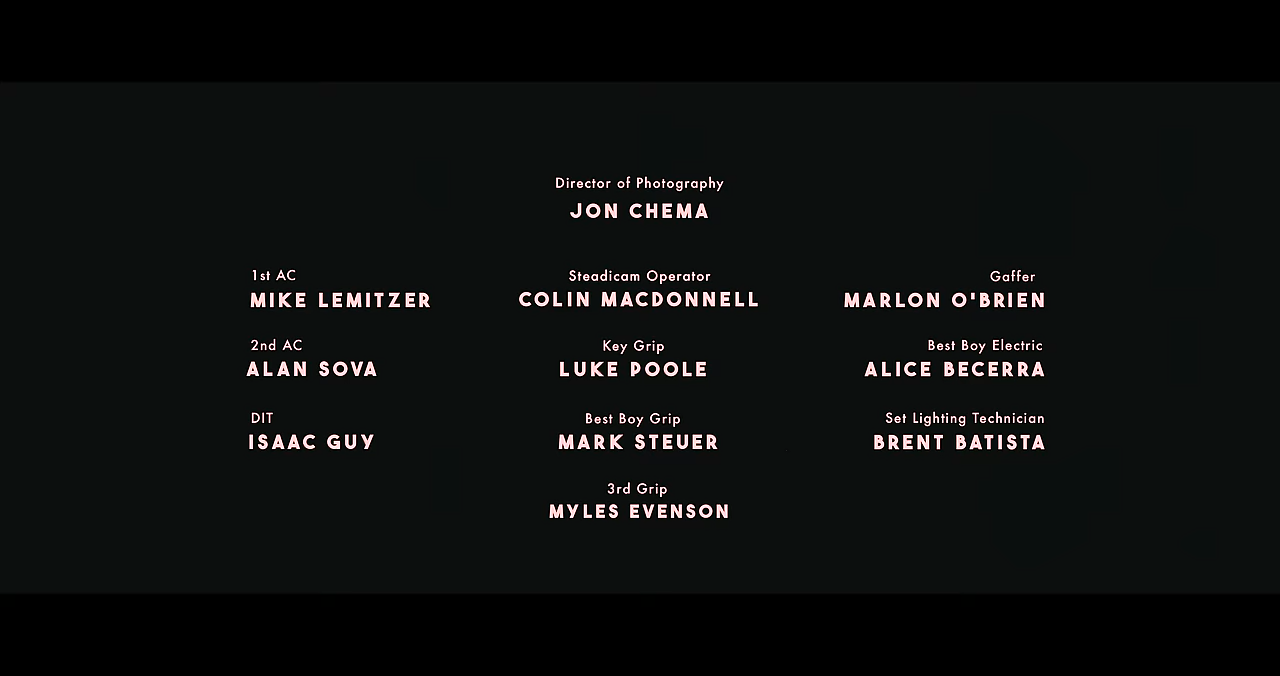 Director of Photography
JON CHEMA
1st AC
MIKE LEMITZER
Steadicam Operator
COLIN MACDONNELL
Gaffer
MARLON O'BRIEN
2nd AC
ALAN SOVA
Key Grip
LUKE POOLE
Best Boy Electric
ALICE BECERRA
DIT
ISAAC GUY
Best Boy Grip
MARK STEUER
Set Lighting Technician
BRENT BATISTA
3rd Grip
MYLES EVENSON